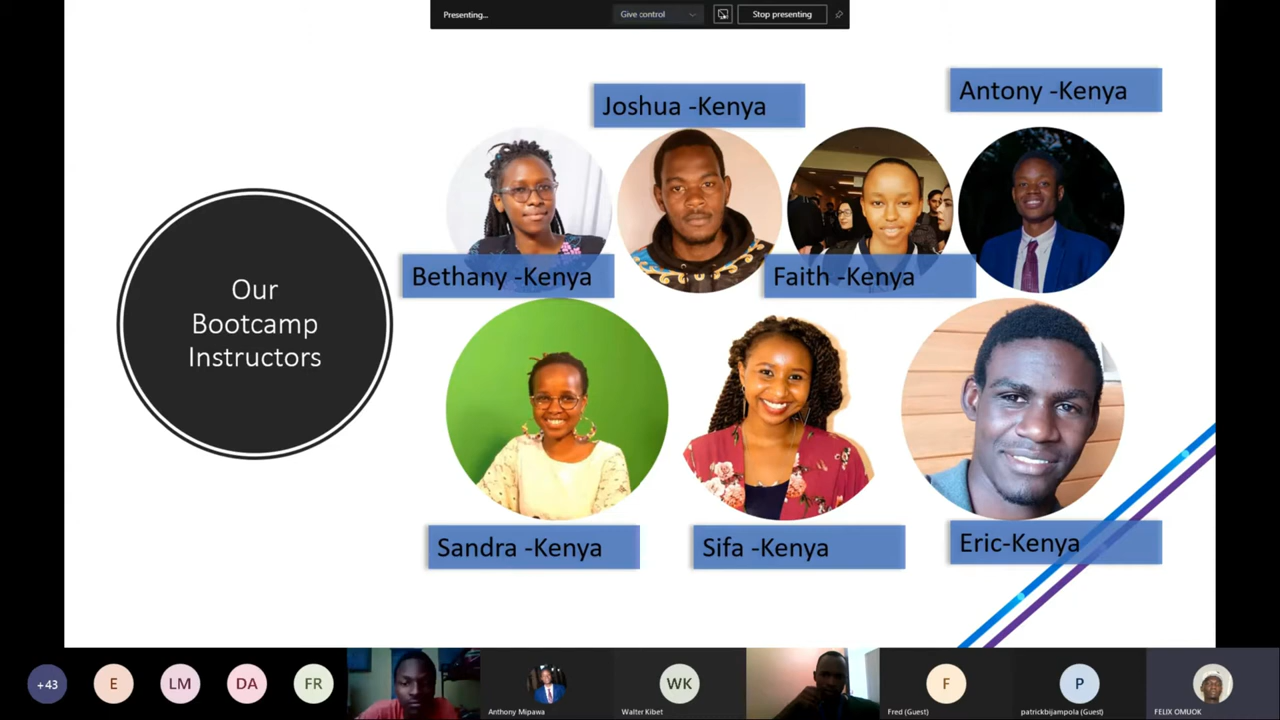 Presenting...
Give control
Stop presenting
Joshua -Kenya
Antony -Kenya
Bethany -Kenya
Faith -Kenya
Our
Bootcamp
Instructors
Sandra -Kenya
Sifa -Kenya
Eric-Kenya
+43
E
LM
DA
FR
Anthony Mipawa
WK
Walter Kibet
F
Fred (Guest)
P
patrickbijampola (Guest)
FELIX OMUOK